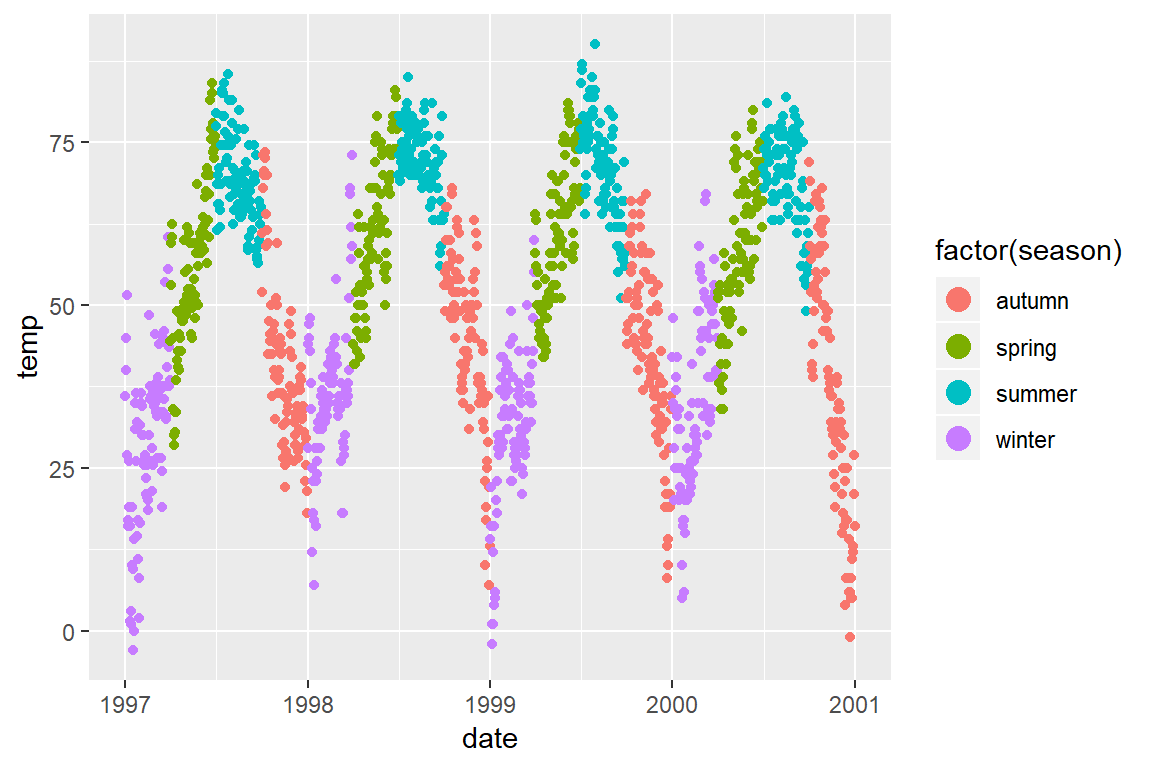 75
50
25
0
temp
1997 1998 1999 2000 2001
date
factor(season)
autumn
spring
summer
winter